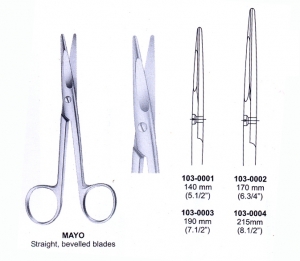 103-0001 103-0002
140 mm 170 mm
(5.1/2") (6.3/4")
103-0003 103-0004
190 mm 215mm
(7.1/2") (8.1/2")
MAYO
Straight, bevelled blades